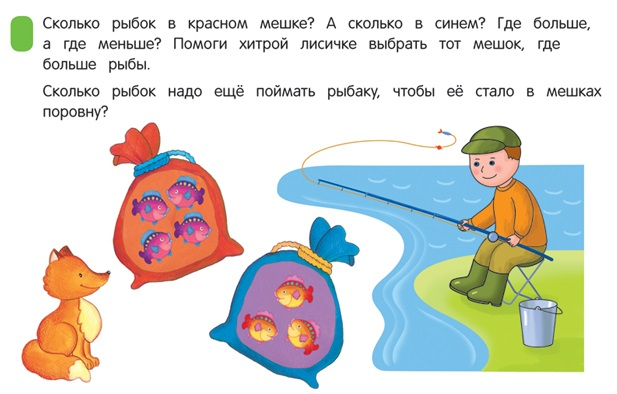 Сколько рыбок в красном мешке? А сколько в синем? Где больше,
а где меньше? Помоги хитрой лисичке выбрать тот мешок, где
больше рыбы.
Сколько рыбок надо ещё поймать рыбаку, чтобы её стало в мешках
поровну?